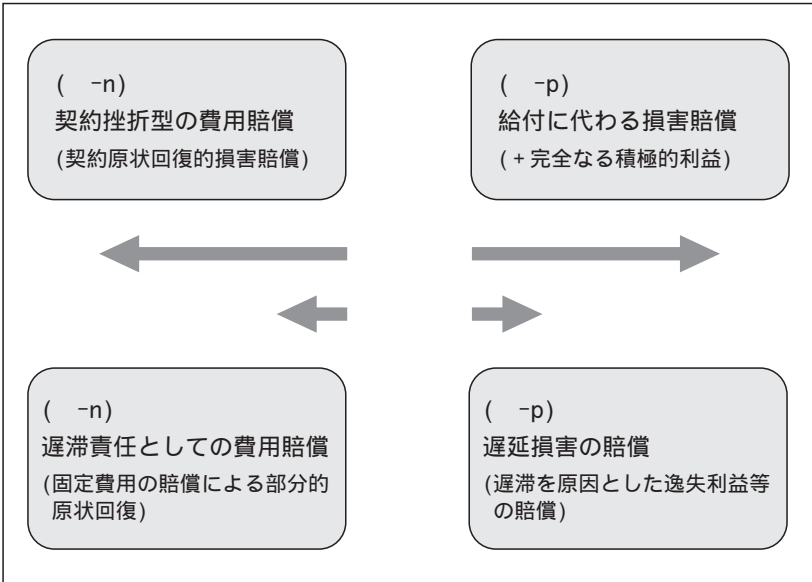 ( -n)
契約挫折型の費用賠償
(契約原状回復的損害賠償)
( -p)
給付に代わる損害賠償
(+完全なる積極的利益)
( -n)
遅滞責任としての費用賠償
(固定費用の賠償による部分的
原状回復)
( -p)
遅延損害の賠償
(遅滞を原因とした逸失利益等
の賠償)